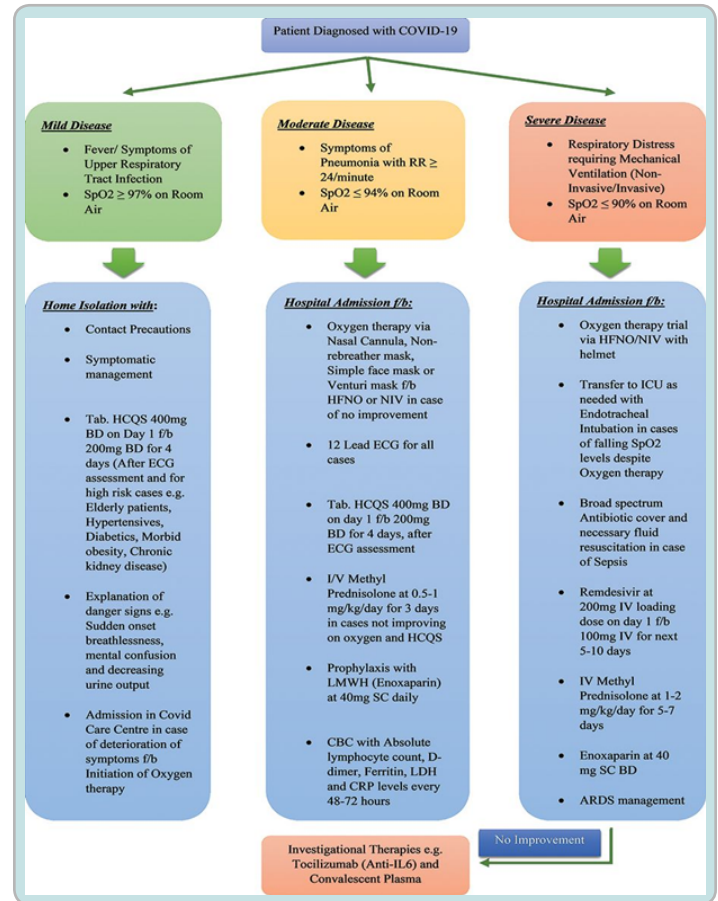 Patient Diagnosed with COVID-19
Mild Disease
• Fever/ Symptoms of
Upper Respiratory
Tract Infection
• SpO2 ≥ 97% on Room
Air
Moderate Disease
• Symptoms of
Pneumonia with RR ≥
24/minute
• SpO2 ≤ 94% on Room
Air
Severe Disease
• Respiratory Distress
requiring Mechanical
Ventilation (Non-
Invasive/Invasive)
• SpO2 ≤ 90% on Room
Air
Home Isolation with:
• Contact Precautions
• Symptomatic
management
• Tab. HCQS 400mg
BD on Day 1 f/b
200mg BD for 4
days (After ECG
assessment and for
high risk cases e.g.
Elderly patients,
Hypertensives,
Diabetics, Morbid
obesity, Chronic
kidney disease)
• Explanation of
danger signs e.g.
Sudden onset
breathlessness,
mental confusion
and decreasing
urine output
• Admission in Covid
Care Centre in case
of deterioration of
symptoms f/b
Initiation of Oxygen
therapy
Hospital Admission f/b:
• Oxygen therapy via
Nasal Cannula, Non-
rebreather mask,
Simple face mask or
Venturi mask f/b
HFNO or NIV in case
of no improvement
• 12 Lead ECG for all
cases
• Tab. HCQS 400mg BD
on day 1 f/b 200mg
BD for 4 days, after
ECG assessment
• I/V Methyl
Prednisolone at 0.5-1
mg/kg/day for 3 days
in cases not improving
on oxygen and HCQS
• Prophylaxis with
LMWH (Enoxaparin)
at 40mg SC daily
• CBC with Absolute
lymphocyte count, D-
dimer, Ferritin, LDH
and CRP levels every
48-72 hours
Hospital Admission f/b:
• Oxygen therapy trial
via HFNO/NIV with
helmet
• Transfer to ICU as
needed with
Endotracheal
Intubation in cases
of falling SpO2
levels despite
Oxygen therapy
• Broad spectrum
Antibiotic cover and
necessary fluid
resuscitation in case
of Sepsis
• Remdesivir at
200mg IV loading
dose on day 1 f/b
100mg IV for next
5-10 days
• IV Methyl
Prednisolone at 1-2
mg/kg/day for 5-7
days
• Enoxaparin at 40
mg SC BD
• ARDS management
No Improvement
Investigational Therapies e.g.
Tocilizumab (Anti-IL6) and
Convalescent Plasma